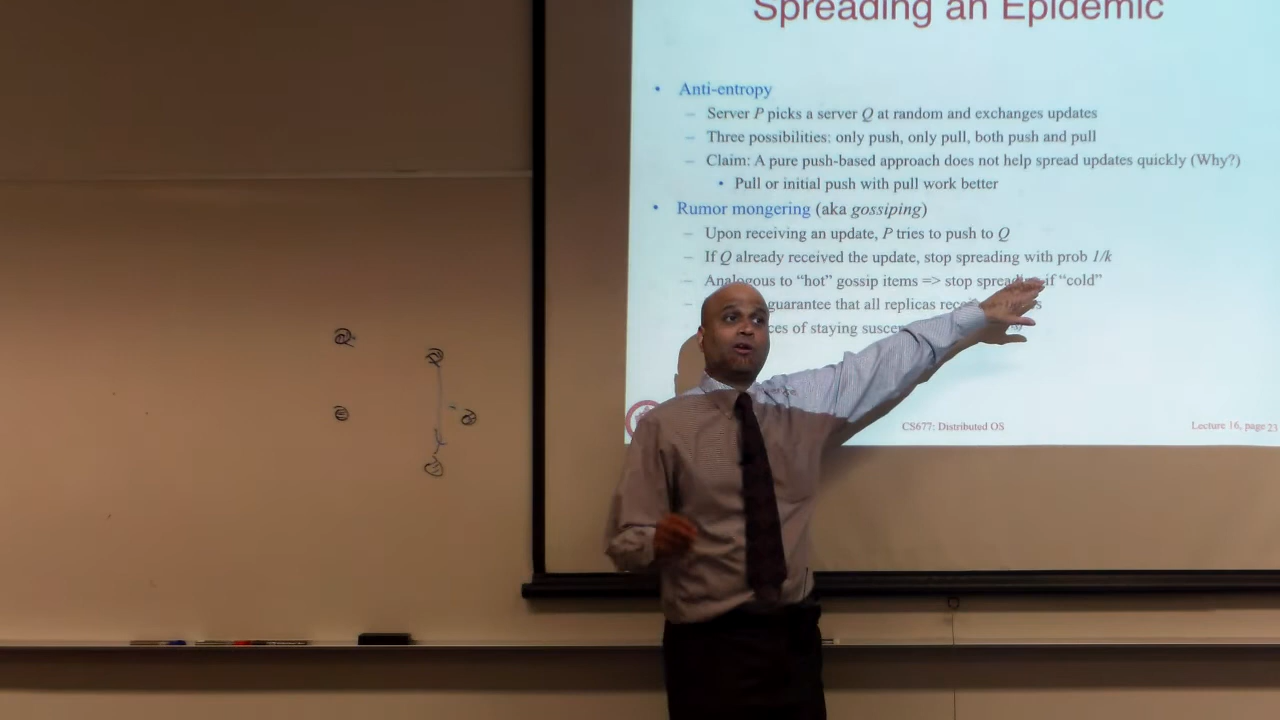 Spreading an Epidemic
• Anti-entropy
– Server P picks a server Q at random and exchanges updates
– Three possibilities: only push, only pull, both push and pull
– Claim: A pure push-based approach does not help spread updates quickly (Why?)
• Pull or initial push with pull work better
• Rumor mongering (aka gossiping)
– Upon receiving an update, P tries to push to Q
– If Q already received the update, stop spreading with prob 1/k
– Analogous to “hot” gossip items => stop spreading if “cold”
– guarantee that all replicas
of staying
CS677: Distributed OS
Lecture 16, page 23